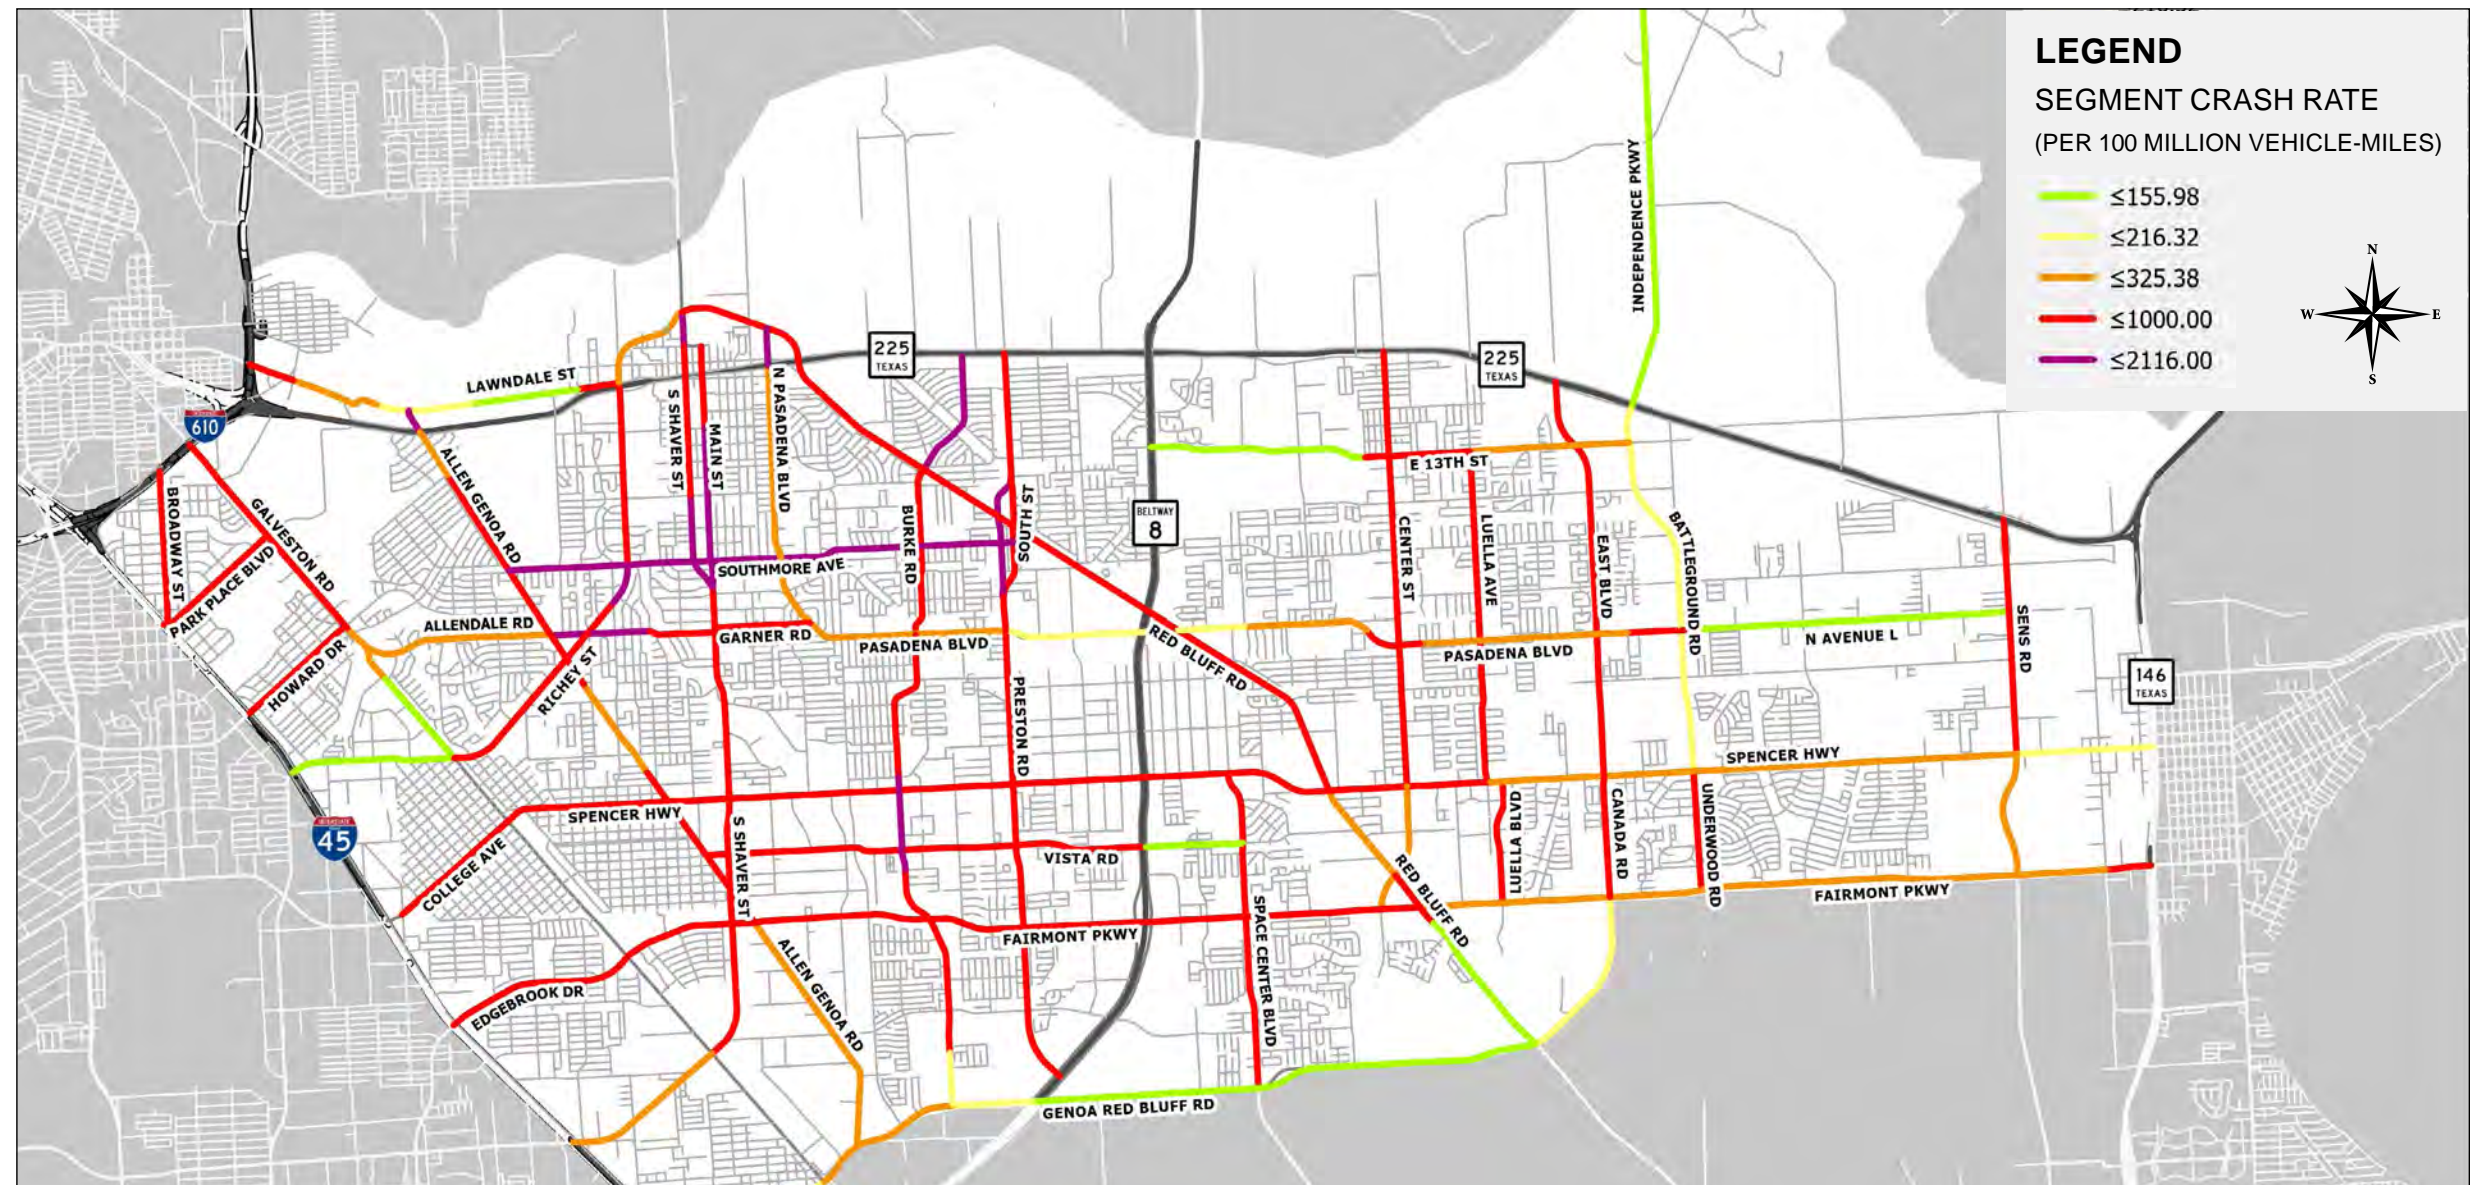 LEGEND
SEGMENT CRASH RATE
(PER 100 MILLION VEHICLE-MILES)
≤155.98
≤216.32
≤325.38
≤1000.00
≤2116.00
N
W
E
S
INDEPENDENCE PKWY
225
TEXAS
225
TEXAS
LAWNDALE ST
INTERSTATE
610
S SHAVER ST
MAIN ST
N PASADENA BLVD
ALLEN GENOA RD
BROADWAY ST
GALVESTON RD
PARK PLACE BLVD
HOWARD DR
ALLENDALE RD
RICHEY ST
SOUTHMORE AVE
GARNER RD
BURKE RD
SOUTH ST
PASADENA BLVD
BELTWAY
8
E 13TH ST
CENTER ST
LUELLA AVE
EAST BLVD
BATTLEGROUND RD
RED BLUFF RD
PASADENA BLVD
N AVENUE L
SENS RD
146
TEXAS
PRESTON RD
SPENCER HWY
INTERSTATE
45
SPENCER HWY
COLLEGE AVE
S SHAVER ST
VISTA RD
LUELLA BLVD
CANADA RD
UNDERWOOD RD
RED BLUFF RD
FAIRMONT PKWY
FAIRMONT PKWY
SPACE CENTER BLVD
EDGEBROOK DR
ALLEN GENOA RD
GENOA RED BLUFF RD